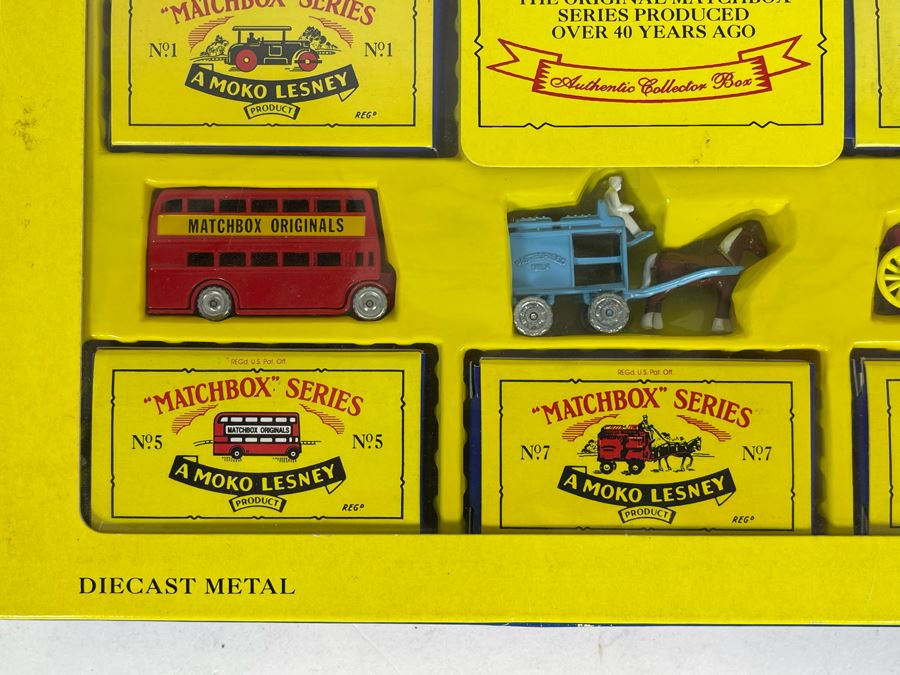 "MATCHBOX" SERIES
Nº1
Nº1
A MOKO LESNEY
PRODUCT
REGD
THE ORIGINAL MATCHBOX
SERIES PRODUCED
OVER 40 YEARS AGO
Authentic Collector Box
MATCHBOX ORIGINALS
PASTEURISED
MILK
REGd. U.S. Pat. Off.
"MATCHBOX" SERIES
Nº5
MATCHBOX ORIGINALS
Nº5
A MOKO LESNEY
PRODUCT
REGD
REGd. U.S. Pat. Off.
"MATCHBOX" SERIES
Nº7
Nº7
A MOKO LESNEY
PRODUCT
REGD
DIECAST METAL